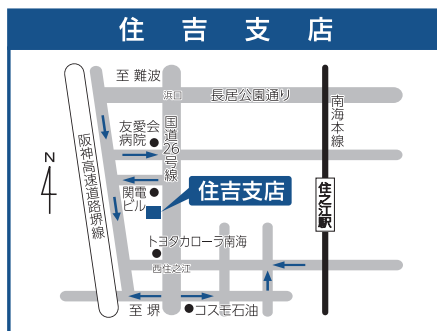 住吉支店
至 難波
浜口
長居公園通り
友愛会
病院
国道26号線
南海本線
阪神高速道路堺線
N
関電
ビル
住吉支店
住之江駅
トヨタカローラ南海
西住之江
至 堺
コスモ石油